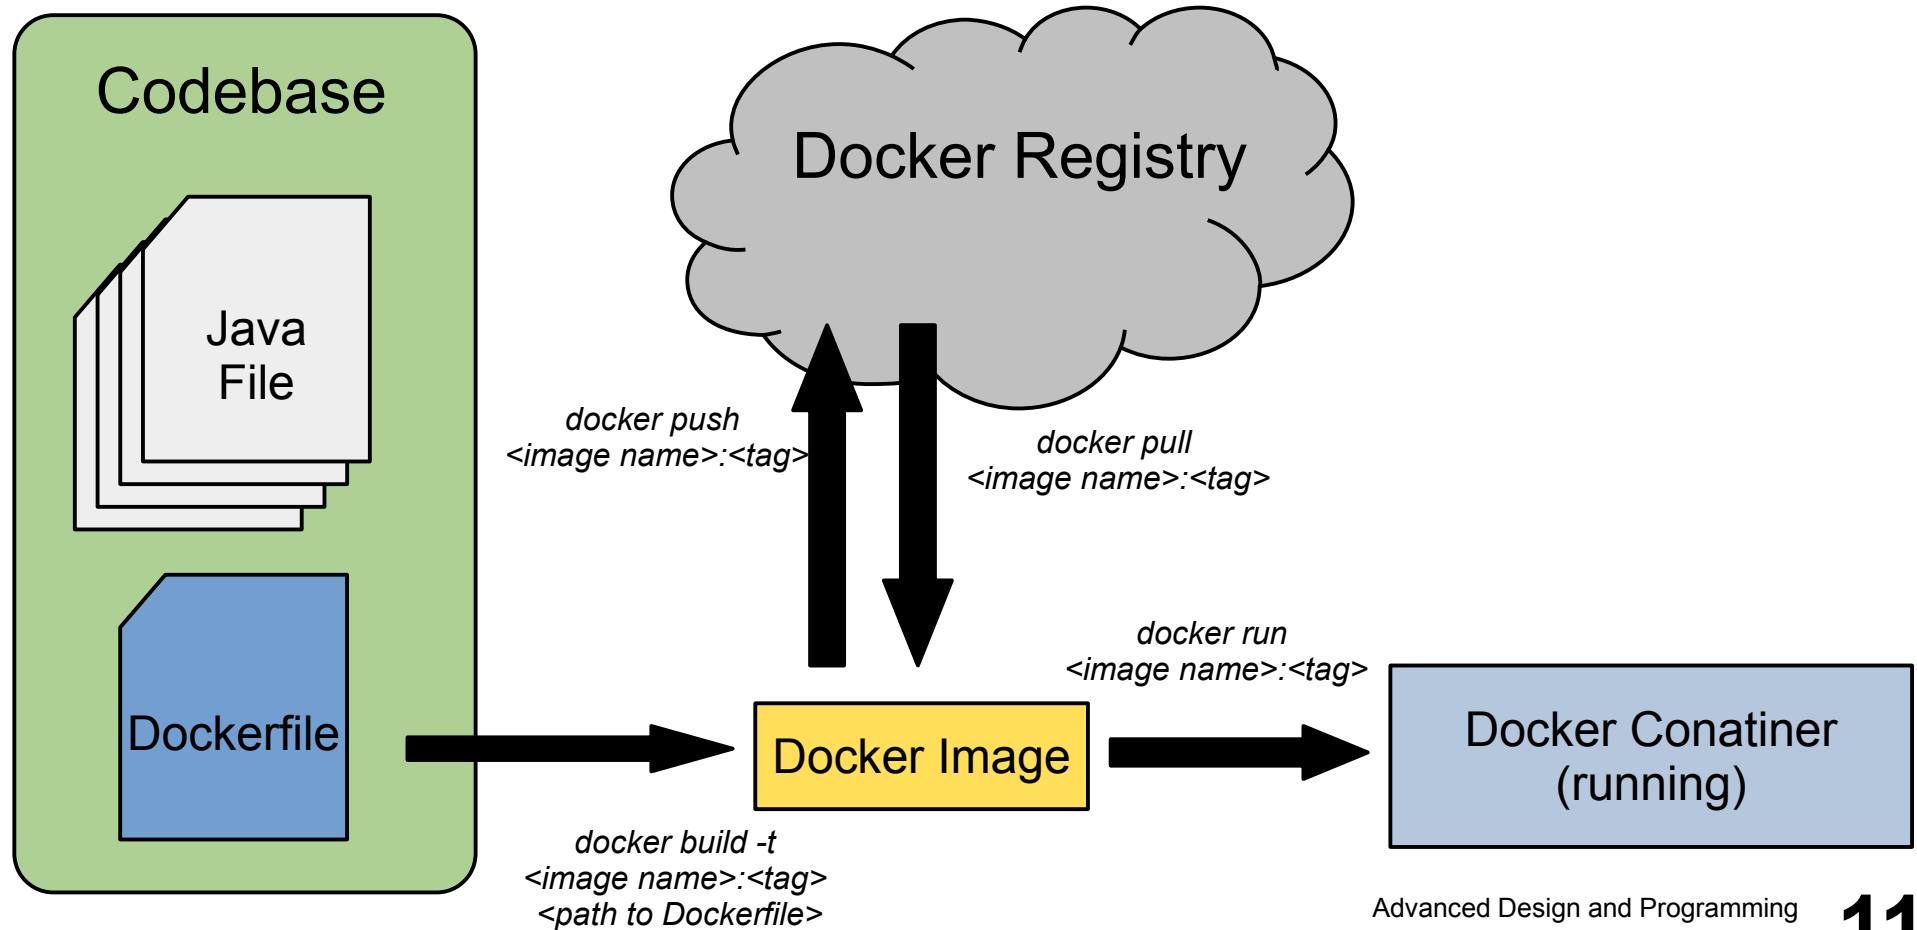 Codebase
Java
File
Dockerfile
Docker Registry
docker push
<image name>:<tag>
docker pull
<image name>:<tag>
docker run
<image name>:<tag>
Docker Image
Docker Conatiner
(running)
docker build -t
<image name>:<tag>
<path to Dockerfile>
Advanced Design and Programming
11